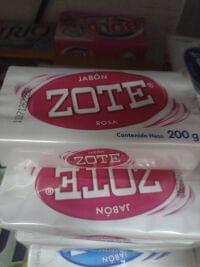 JABÓN
ZOTE®
ROSA
Contenido Neto 200 g
ZOTE
ZOTE®
JABÓN